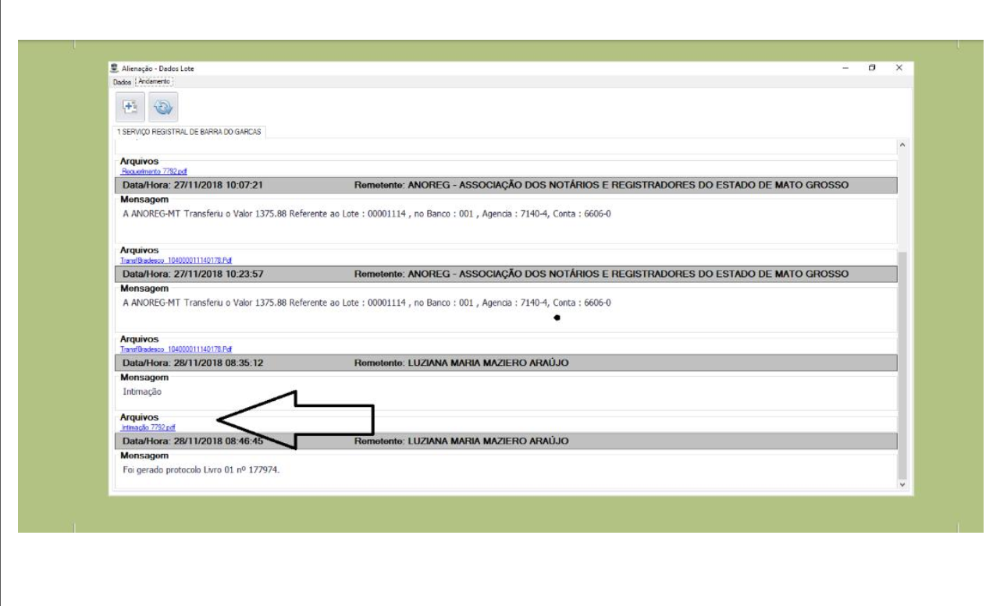 Alienação - Dados Lote
Dados Andamento
1 SERVIÇO REGISTRAL DE BARRA DO GARCAS
Arquivos
Requerimento 7792.pdf
Data/Hora: 27/11/2018 10:07:21 Remetente: ANOREG - ASSOCIAÇÃO DOS NOTÁRIOS E REGISTRADORES DO ESTADO DE MATO GROSSO
Mensagem
A ANOREG-MT Transferiu o Valor 1375.88 Referente ao Lote : 00001114 , no Banco : 001 , Agencia : 7140-4, Conta : 6606-0
Arquivos
TransfBradesco_104000011140178.Pdf
Data/Hora: 27/11/2018 10:23:57 Remetente: ANOREG - ASSOCIAÇÃO DOS NOTÁRIOS E REGISTRADORES DO ESTADO DE MATO GROSSO
Mensagem
A ANOREG-MT Transferiu o Valor 1375.88 Referente ao Lote : 00001114 , no Banco : 001 , Agencia : 7140-4, Conta : 6606-0
Arquivos
TransfBradesco_104000011140178.Pdf
Data/Hora: 28/11/2018 08:35:12 Remetente: LUZIANA MARIA MAZIERO ARAÚJO
Mensagem
Intimação
Arquivos
Intimação 7792.pdf
Data/Hora: 28/11/2018 08:46:45 Remetente: LUZIANA MARIA MAZIERO ARAÚJO
Mensagem
Foi gerado protocolo Livro 01 nº 177974.